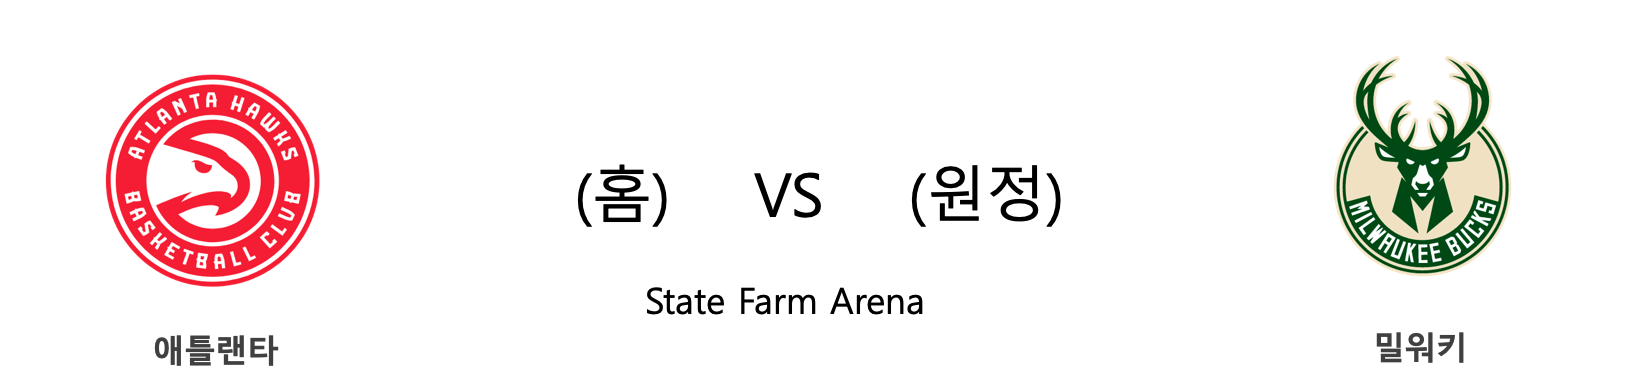 ATLANTA HAWKS
BASKETBALL CLUB
MILWAUKEE BUCKS
(홈) VS (원정)
State Farm Arena
애틀랜타
밀워키